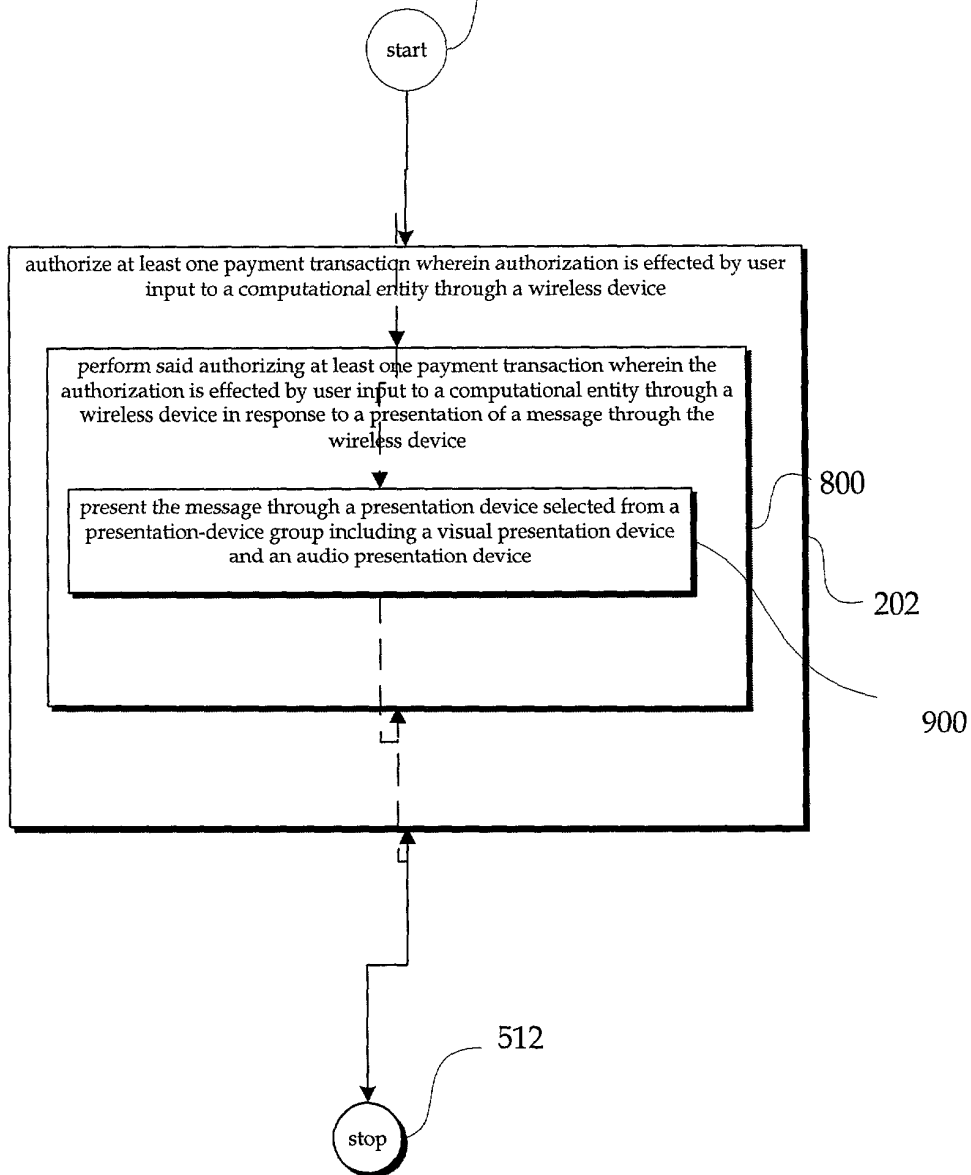 start
authorize at least one payment transaction wherein authorization is effected by user
input to a computational entity through a wireless device
perform said authorizing at least one payment transaction wherein the
authorization is effected by user input to a computational entity through a
wireless device in response to a presentation of a message through the
wireless device
present the message through a presentation device selected from a
presentation-device group including a visual presentation device
and an audio presentation device
800
202
900
512
stop